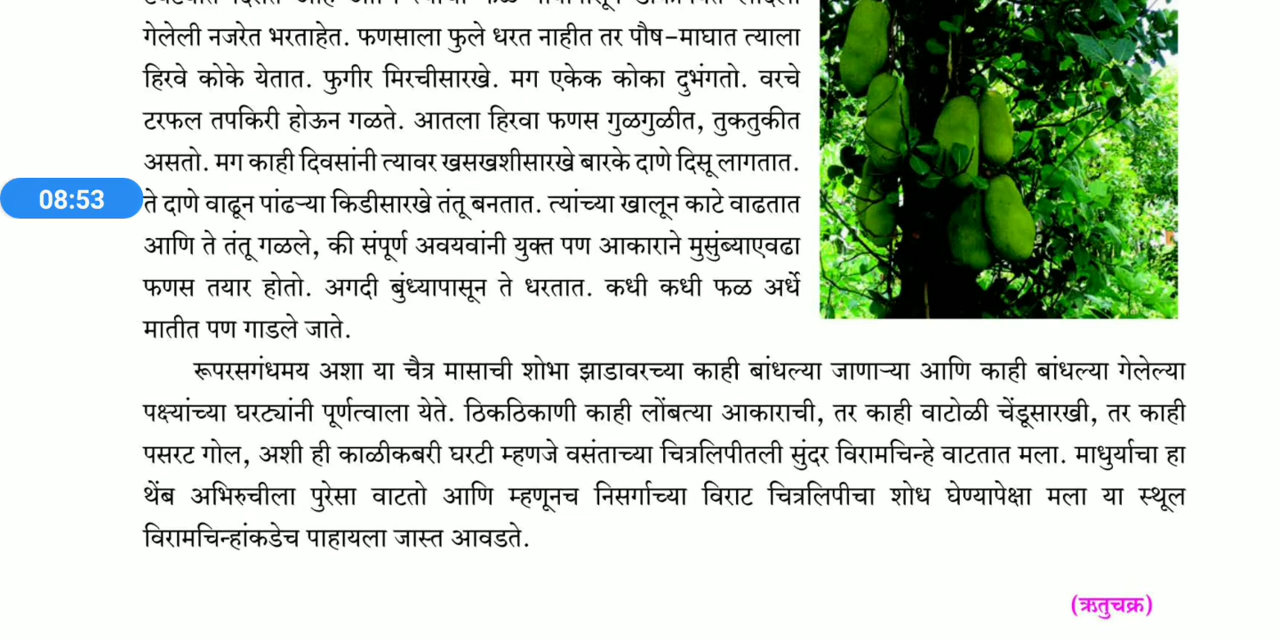 गेलेली नजरेत भरताहेत. फणसाला फुले धरत नाहीत तर पौष-माघात त्याला
हिरवे कोके येतात. फुगीर मिरचीसारखे. मग एकेक कोका दुभंगतो. वरचे
टरफल तपकिरी होऊन गळते. आतला हिरवा फणस गुळगुळीत, तुकतुकीत
असतो. मग काही दिवसांनी त्यावर खसखशीसारखे बारके दाणे दिसू लागतात.
08:53
ते दाणे वाढून पांढऱ्या किडीसारखे तंतू बनतात. त्यांच्या खालून काटे वाढतात
आणि ते तंतू गळले, की संपूर्ण अवयवांनी युक्त पण आकाराने मुसुंब्याएवढा
फणस तयार होतो. अगदी बुंध्यापासून ते धरतात. कधी कधी फळ अर्धे
मातीत पण गाडले जाते.
रूपरसगंधमय अशा या चैत्र मासाची शोभा झाडावरच्या काही बांधल्या जाणाऱ्या आणि काही बांधल्या गेलेल्या
पक्ष्यांच्या घरट्यांनी पूर्णत्वाला येते. ठिकठिकाणी काही लोंबत्या आकाराची, तर काही वाटोळी चेंडूसारखी, तर काही
पसरट गोल, अशी ही काळीकबरी घरटी म्हणजे वसंताच्या चित्रलिपीतली सुंदर विरामचिन्हे वाटतात मला. माधुर्याचा हा
थेंब अभिरुचीला पुरेसा वाटतो आणि म्हणूनच निसर्गाच्या विराट चित्रलिपीचा शोध घेण्यापेक्षा मला या स्थूल
विरामचिन्हांकडेच पाहायला जास्त आवडते.
(ऋतुचक्र)